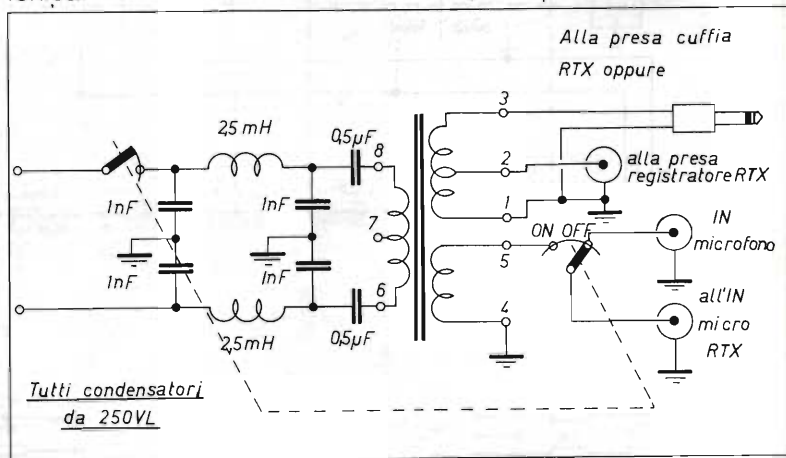 Alla presa cuffia
RTX oppure
3
2,5 mH
0,5µF
8
2
alla presa
registratore RTX
1nF
1nF
1
7
ON OFF
IN
microfono
5
1nF
1nF
6
all'IN
micro
RTX
4
2,5mH
0,5µF
Tutti condensatori
da 250VL